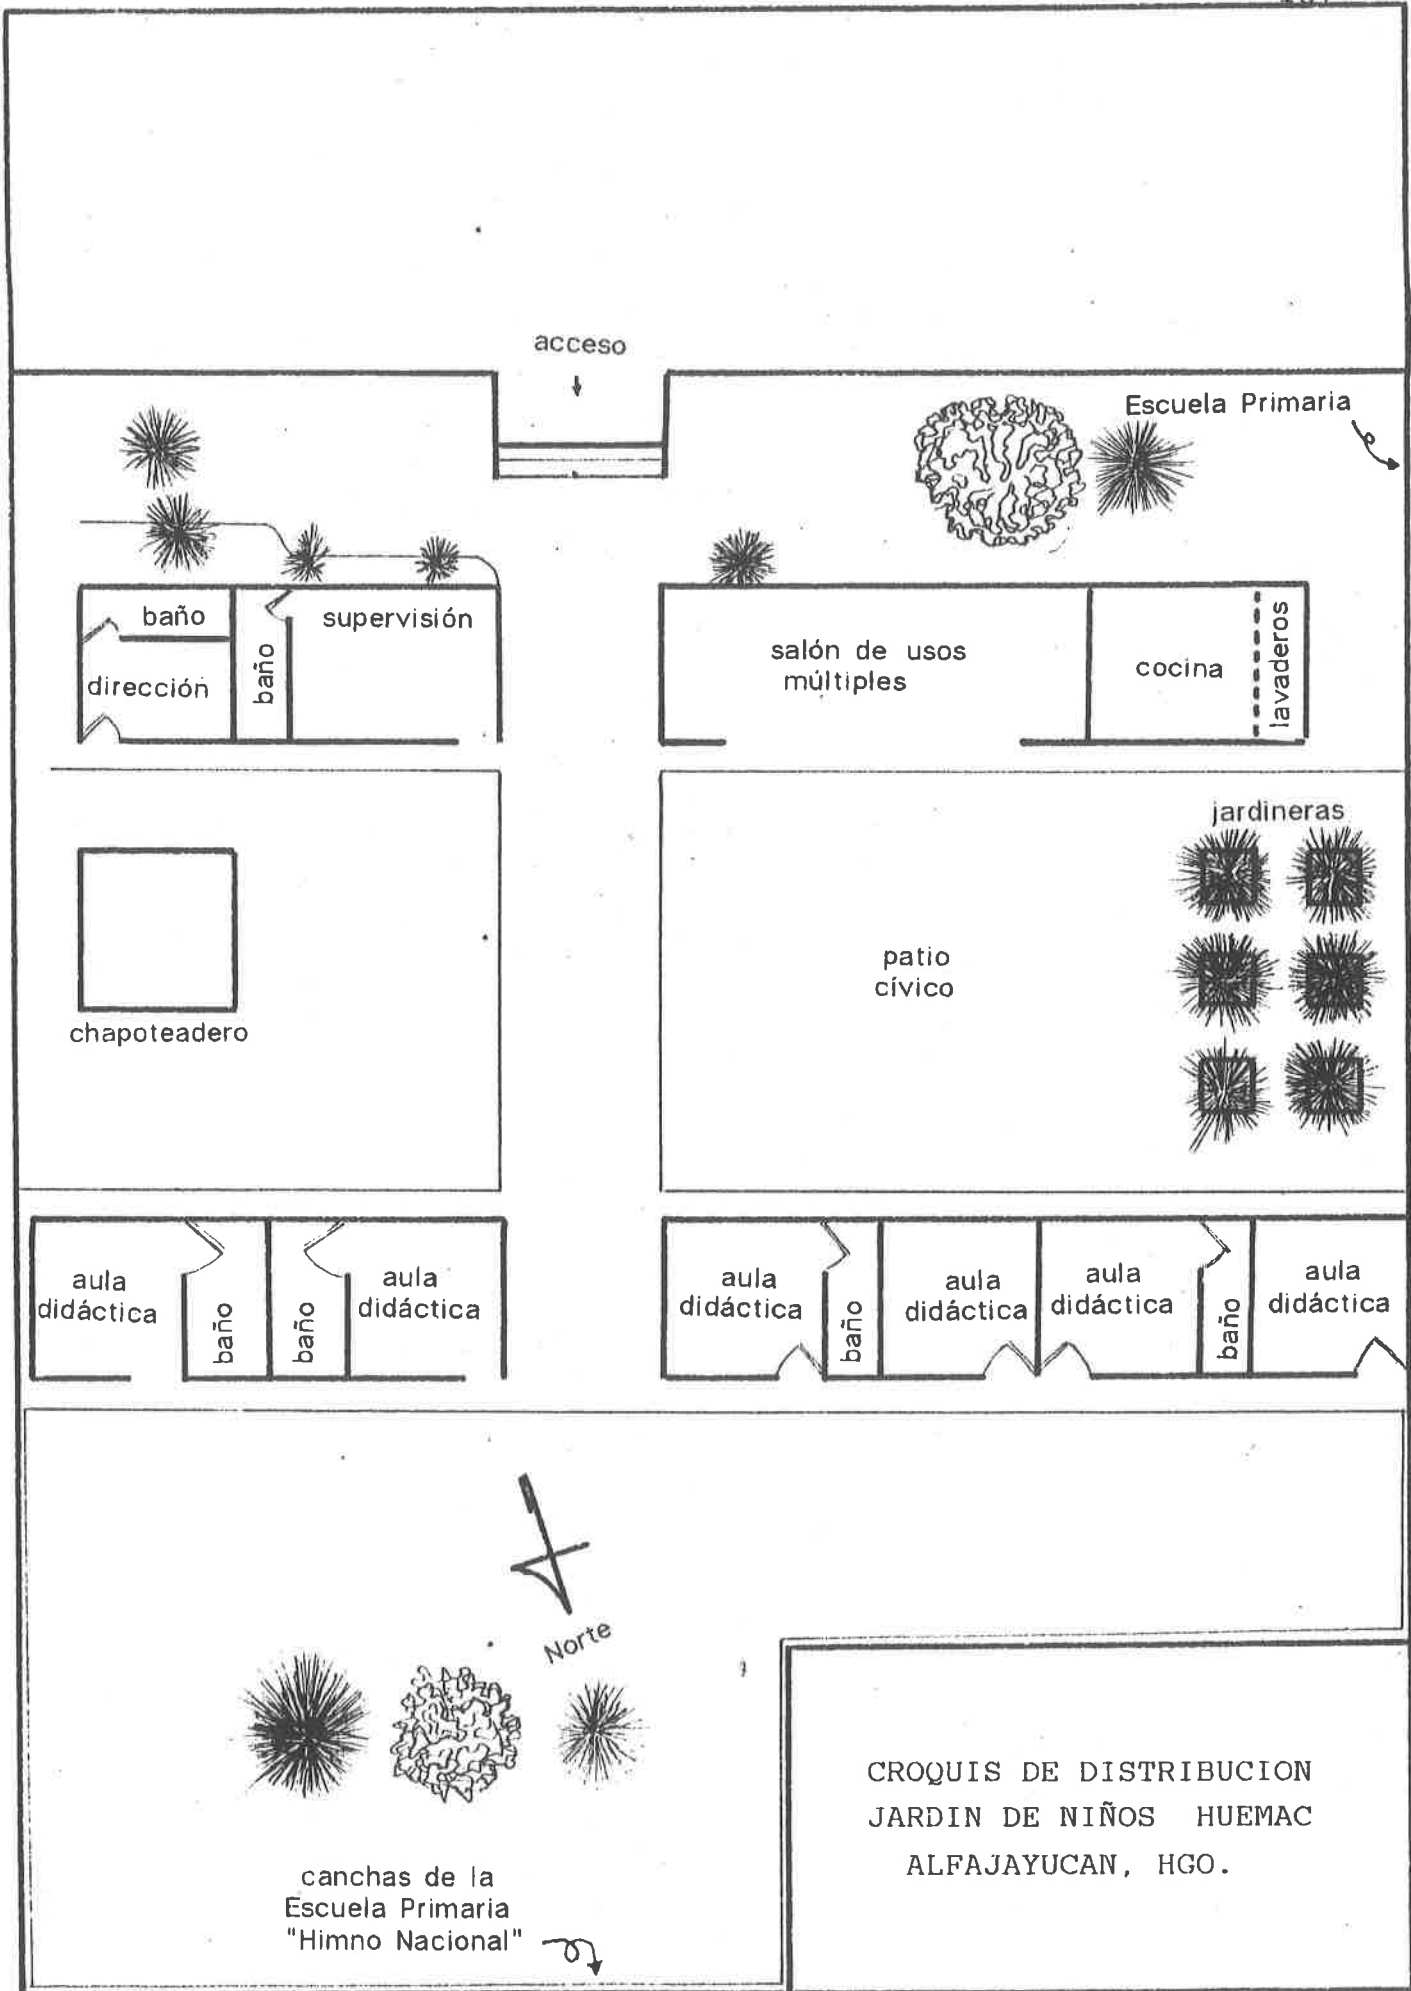 acceso
Escuela Primaria
baño
baño
supervisión
dirección
salón de usos
múltiples
cocina
lavaderos
jardineras
patio
cívico
chapoteadero
aula
didáctica
baño
baño
aula
didáctica
aula
didáctica
baño
aula
didáctica
aula
didáctica
baño
aula
didáctica
Norte
CROQUIS DE DISTRIBUCION
JARDIN DE NIÑOS HUEMAC
ALFAJAYUCAN, HGO.
canchas de la
Escuela Primaria
"Himno Nacional"